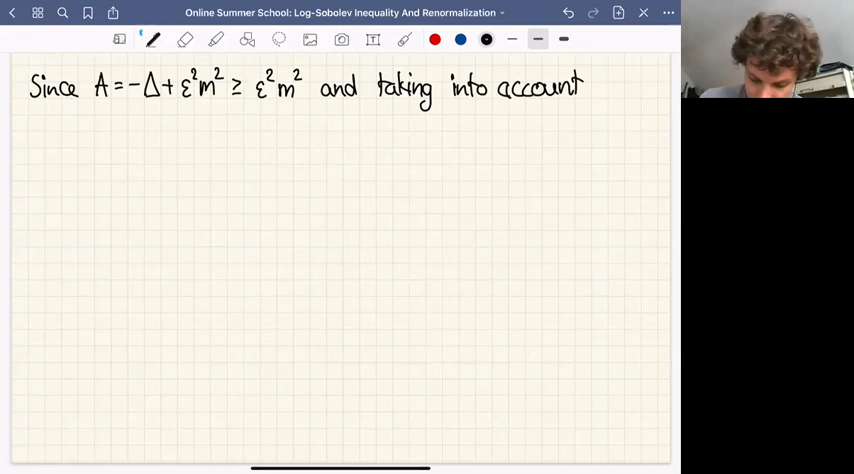 Online Summer School: Log-Sobolev Inequality And Renormalization
Since A = -Δ + ε²m² ≥ ε²m² and taking into account